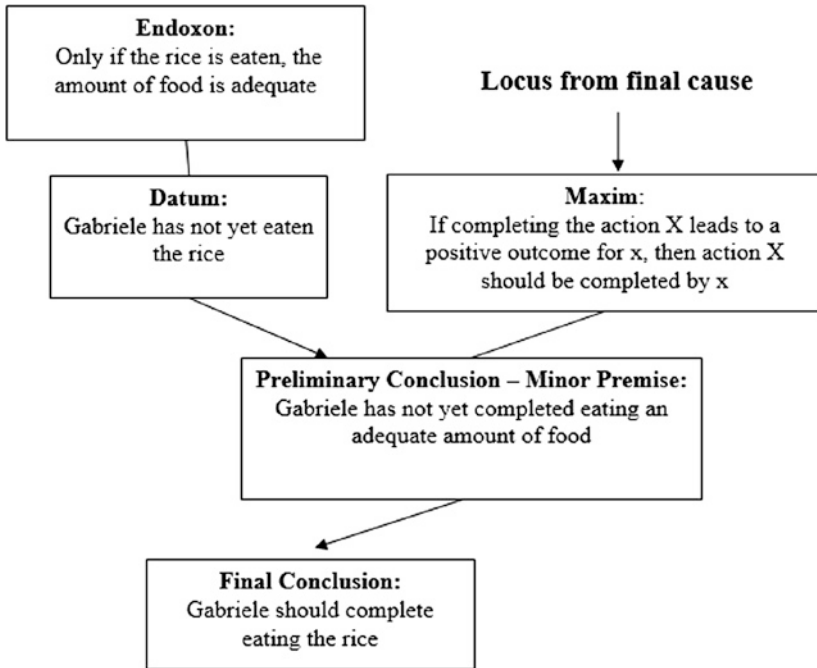 Endoxon:
Only if the rice is eaten, the
amount of food is adequate
Locus from final cause
Datum:
Gabriele has not yet eaten
the rice
Maxim:
If completing the action X leads to a
positive outcome for x, then action X
should be completed by x
Preliminary Conclusion – Minor Premise:
Gabriele has not yet completed eating an
adequate amount of food
Final Conclusion:
Gabriele should complete
eating the rice